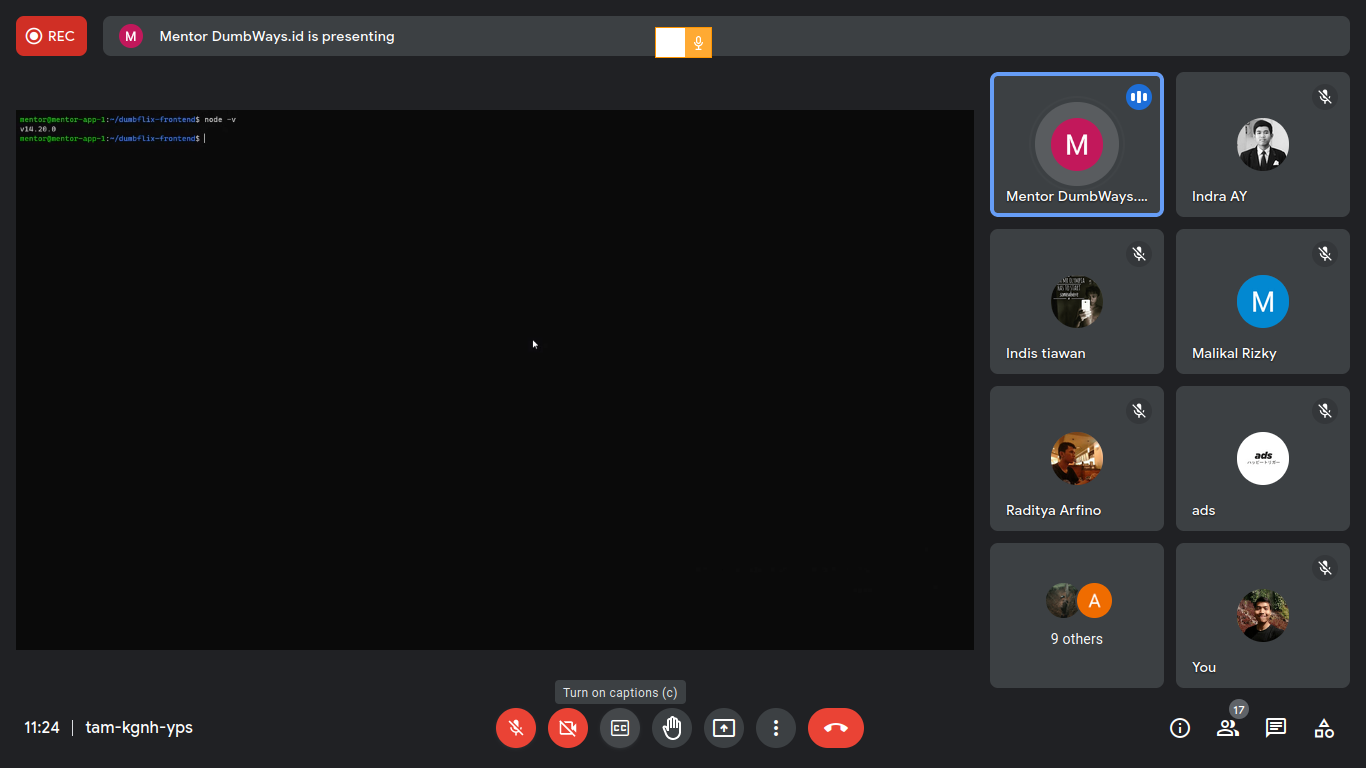 REC
M
Mentor DumbWays.id is presenting
mentor@mentor-app-1:~/dumbflix-frontend$ node -v
v14.20.0
mentor@mentor-app-1:~/dumbflix-frontend$
M
Mentor DumbWays....
Indra AY
Indis tiawan
M
Malikal Rizky
Raditya Arfino
ads
ads
A
9 others
You
Turn on captions (c)
11:24
tam-kgnh-yps
CC
17